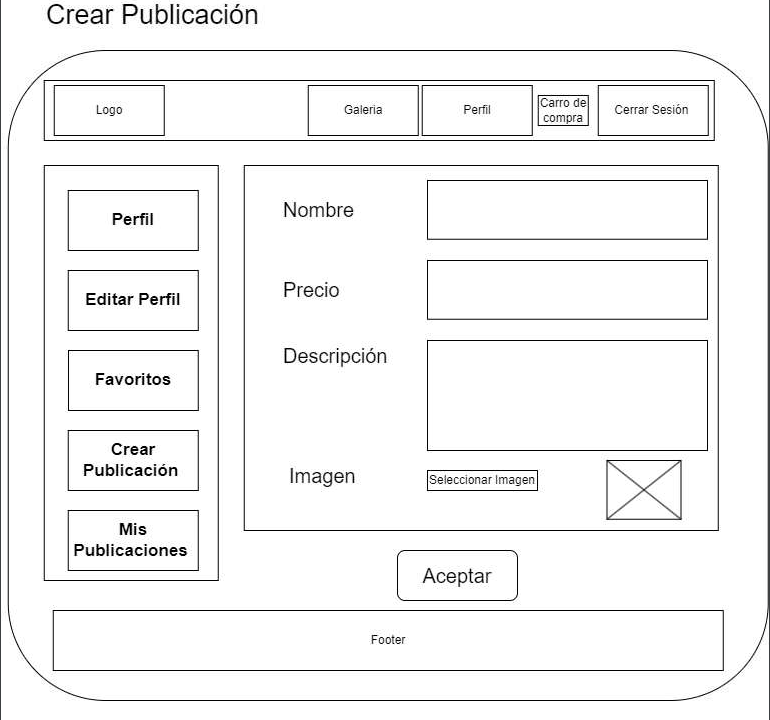 Crear Publicación
Logo
Galeria
Perfil
Carro de
compra
Cerrar Sesión
Perfil
Editar Perfil
Favoritos
Crear
Publicación
Mis
Publicaciones
Nombre
Precio
Descripción
Imagen
Seleccionar Imagen
Aceptar
Footer